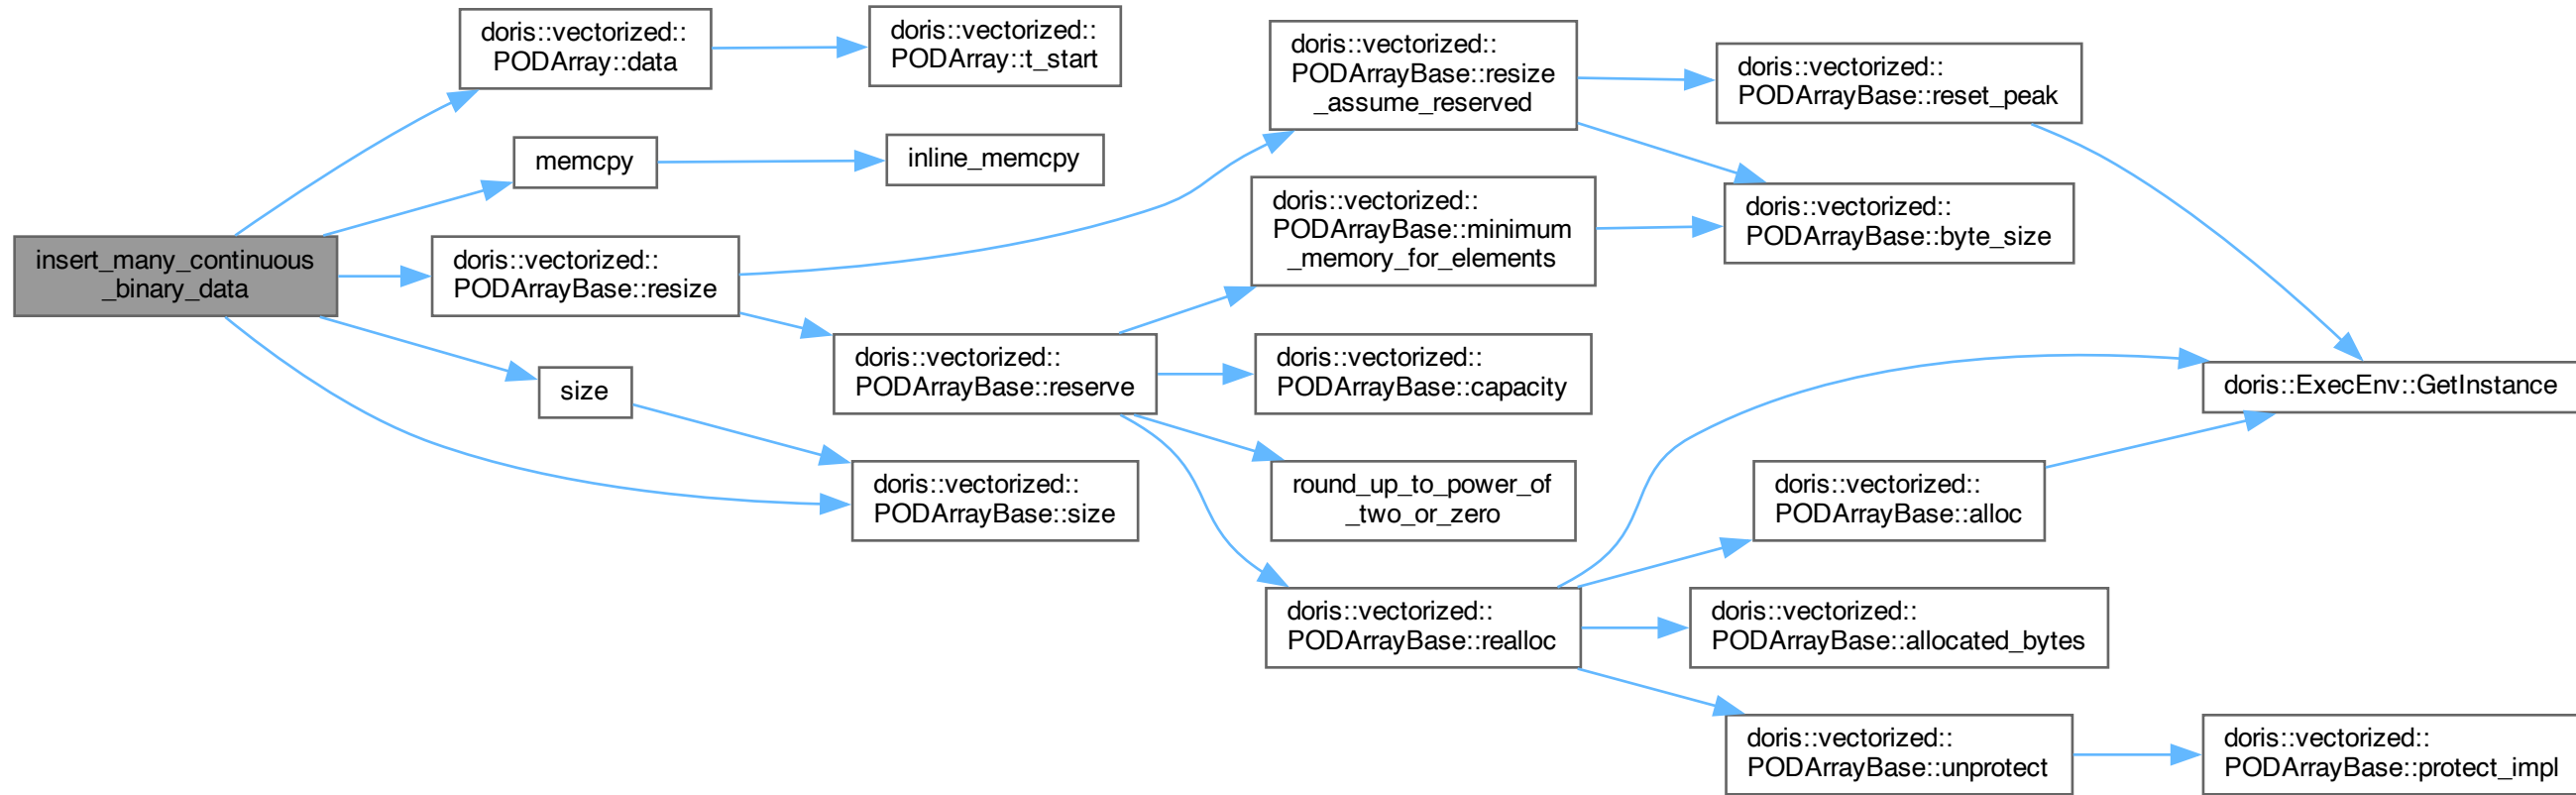 insert_many_continuous
_binary_data
doris::vectorized::
PODArray::data
doris::vectorized::
PODArray::t_start
memcpy
inline_memcpy
doris::vectorized::
PODArrayBase::resize
size
doris::vectorized::
PODArrayBase::size
doris::vectorized::
PODArrayBase::reserve
doris::vectorized::
PODArrayBase::resize
_assume_reserved
doris::vectorized::
PODArrayBase::minimum
_memory_for_elements
doris::vectorized::
PODArrayBase::capacity
round_up_to_power_of
_two_or_zero
doris::vectorized::
PODArrayBase::realloc
doris::vectorized::
PODArrayBase::reset_peak
doris::vectorized::
PODArrayBase::byte_size
doris::vectorized::
PODArrayBase::alloc
doris::vectorized::
PODArrayBase::allocated_bytes
doris::vectorized::
PODArrayBase::unprotect
doris::ExecEnv::GetInstance
doris::vectorized::
PODArrayBase::protect_impl